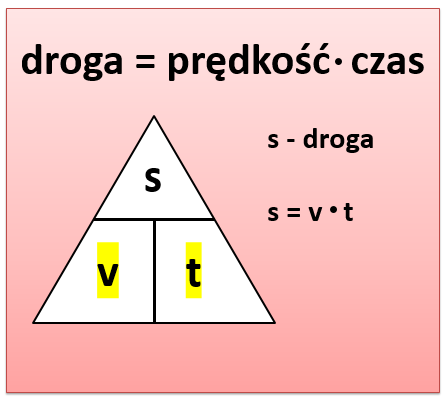 droga = prędkość· czas
s
s - droga
s = v • t
v t